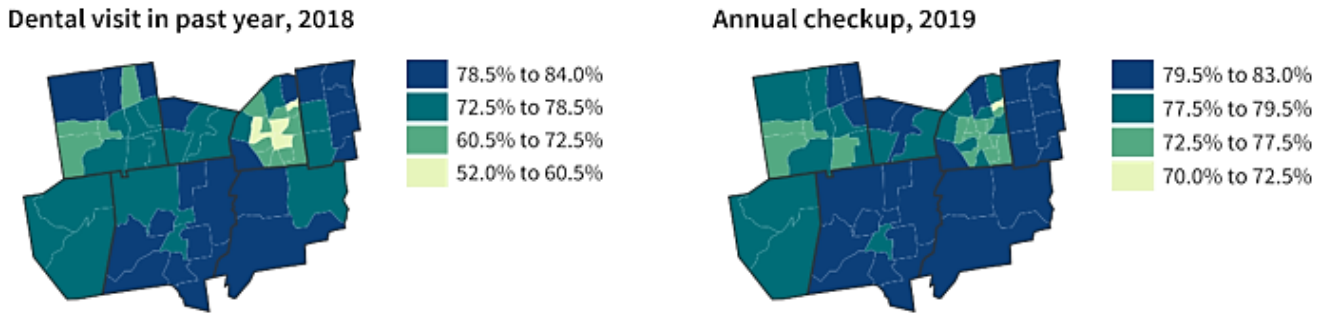 Dental visit in past year, 2018
78.5% to 84.0%
72.5% to 78.5%
60.5% to 72.5%
52.0% to 60.5%
Annual checkup, 2019
79.5% to 83.0%
77.5% to 79.5%
72.5% to 77.5%
70.0% to 72.5%